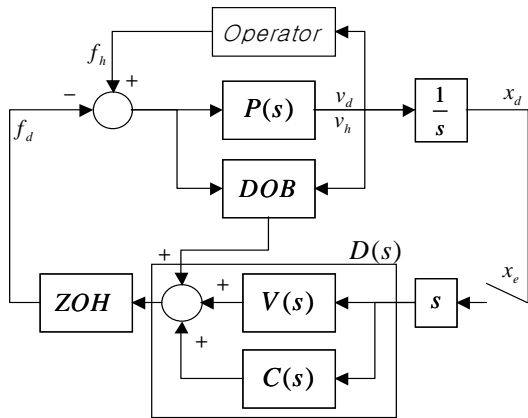 Operator
f_h
+
−
f_d
P(s)
v_d
v_h
1
s
x_d
DOB
D(s)
x_e
+
+
ZOH
V(s)
s
+
C(s)